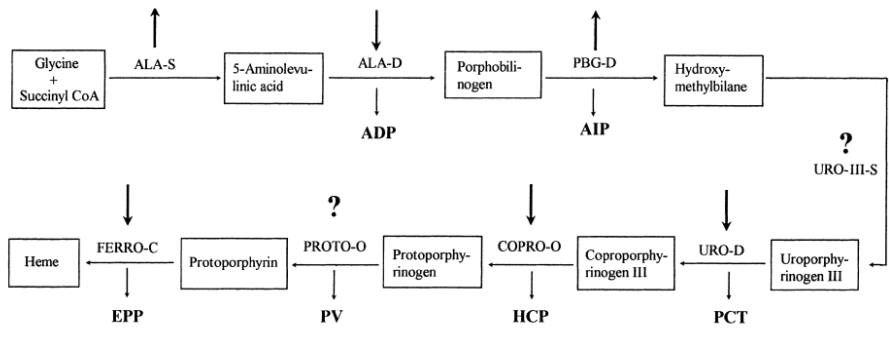 Glycine
+
Succinyl CoA
ALA-S
5-Aminolevu-
linic acid
ALA-D
ADP
Porphobili-
nogen
PBG-D
AIP
Hydroxy-
methylbilane
?
URO-III-S
Heme
FERRO-C
EPP
Protoporphyrin
?
PROTO-O
PV
Protoporphy-
rinogen
COPRO-O
HCP
Coproporphy-
rinogen III
URO-D
PCT
Uroporphy-
rinogen III